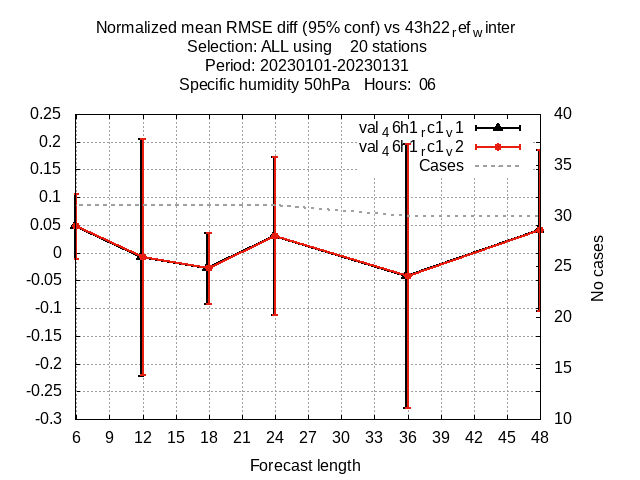 Normalized mean RMSE diff (95% conf) vs 43h22refwinter
Selection: ALL using 20 stations
Period: 20230101-20230131
Specific humidity 50hPa Hours: 06
0.25
0.2
0.15
0.1
0.05
0
-0.05
-0.1
-0.15
-0.2
-0.25
-0.3
val46h1rc1v1
val46h1rc1v2
Cases
40
35
30
25
20
15
10
No cases
6 9 12 15 18 21 24 27 30 33 36 39 42 45 48
Forecast length